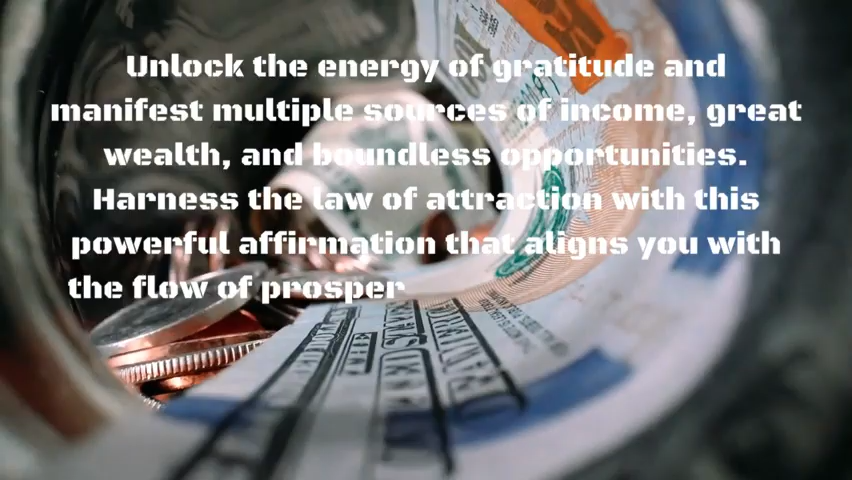 Unlock the energy of gratitude and
manifest multiple sources of income, great
wealth, and boundless opportunities.
Harness the law of attraction with this
powerful affirmation that aligns you with
the flow of prosper